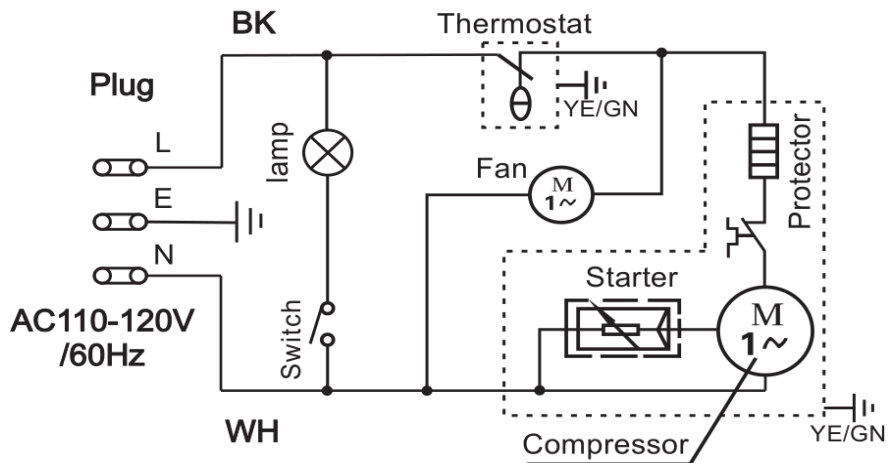 BK
Thermostat
Plug
YE/GN
L
lamp
Fan
M
1~
Protector
E
N
Starter
AC110-120V
/60Hz
Switch
M
1~
WH
YE/GN
Compressor